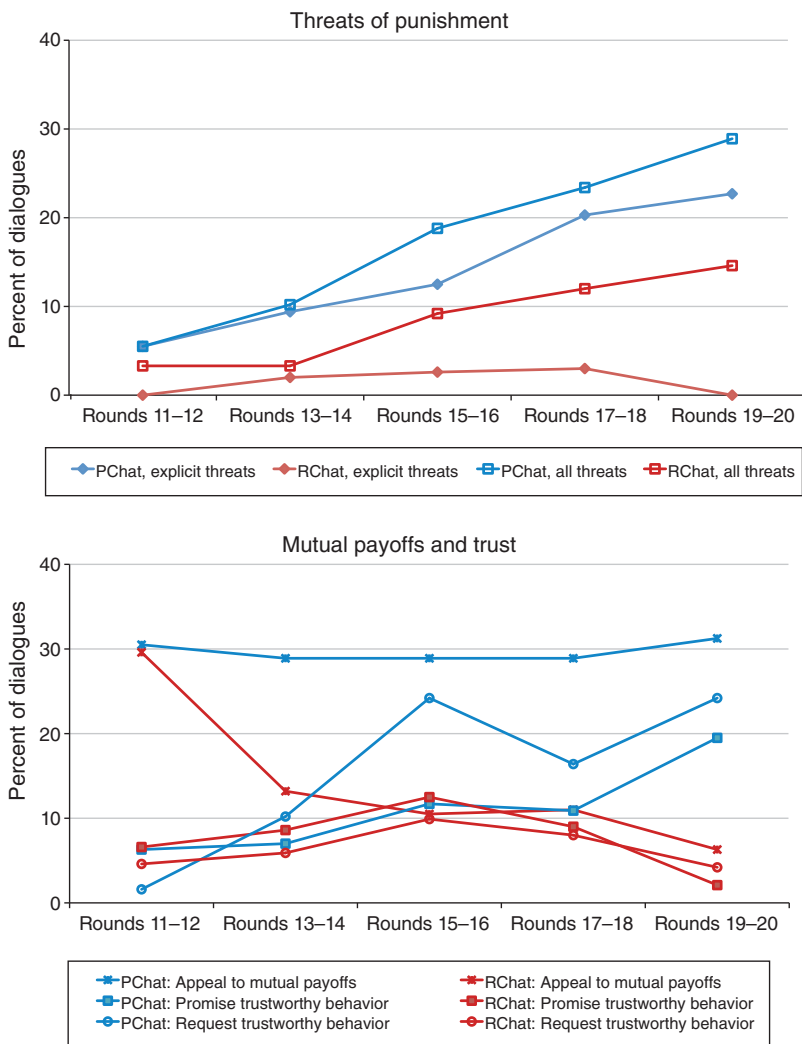 Threats of punishment
40
30
20
10
0
Percent of dialogues
Rounds 11–12 Rounds 13–14 Rounds 15–16 Rounds 17–18 Rounds 19–20
PChat, explicit threats RChat, explicit threats PChat, all threats RChat, all threats
Mutual payoffs and trust
40
30
20
10
0
Percent of dialogues
Rounds 11–12 Rounds 13–14 Rounds 15–16 Rounds 17–18 Rounds 19–20
PChat: Appeal to mutual payoffs RChat: Appeal to mutual payoffs
PChat: Promise trustworthy behavior RChat: Promise trustworthy behavior
PChat: Request trustworthy behavior RChat: Request trustworthy behavior